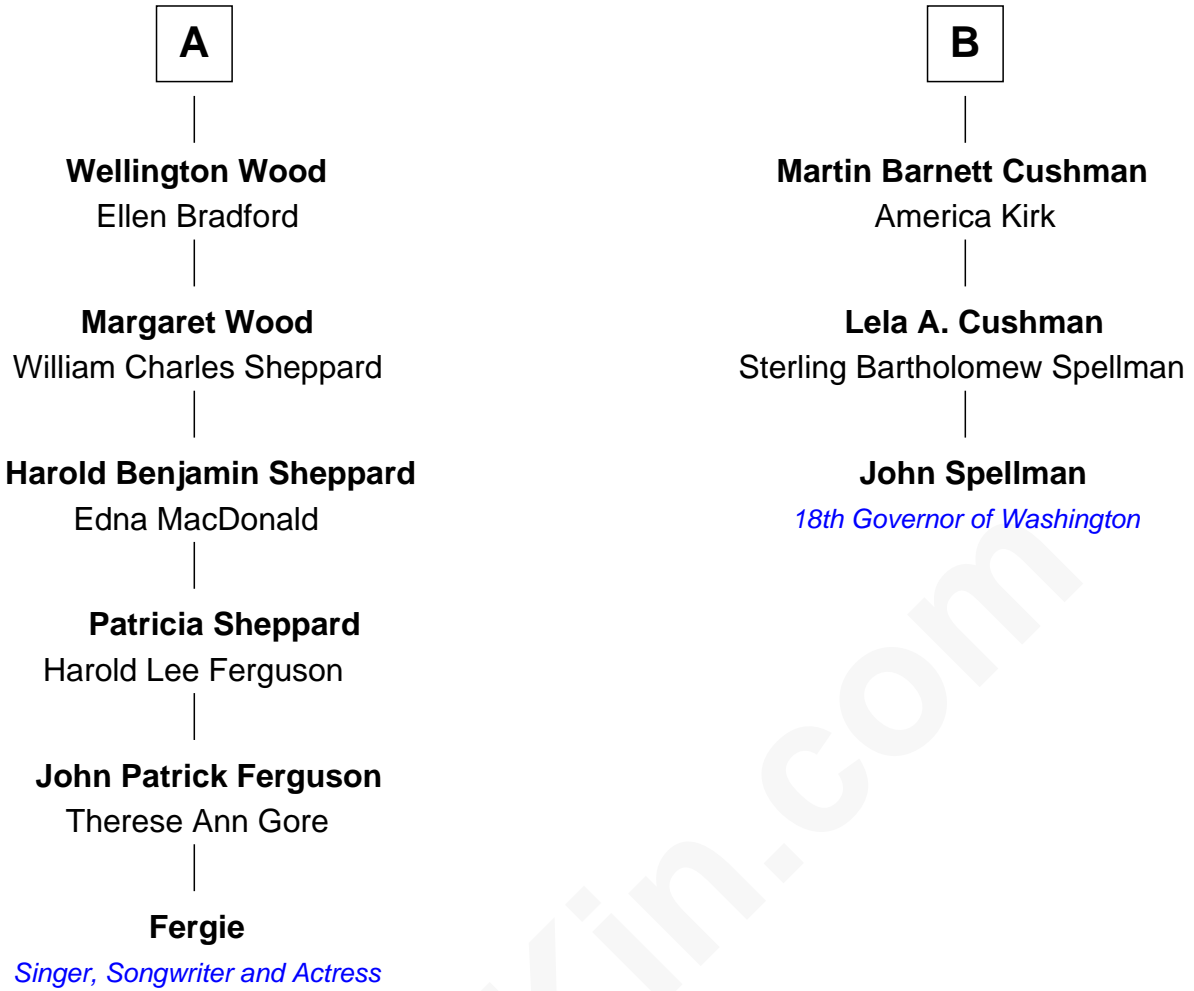 A
Wellington Wood
Ellen Bradford
Margaret Wood
William Charles Sheppard
Harold Benjamin Sheppard
Edna MacDonald
Patricia Sheppard
Harold Lee Ferguson
John Patrick Ferguson
Therese Ann Gore
Fergie
Singer, Songwriter and Actress
B
Martin Barnett Cushman
America Kirk
Lela A. Cushman
Sterling Bartholomew Spellman
John Spellman
18th Governor of Washington
Kin.com